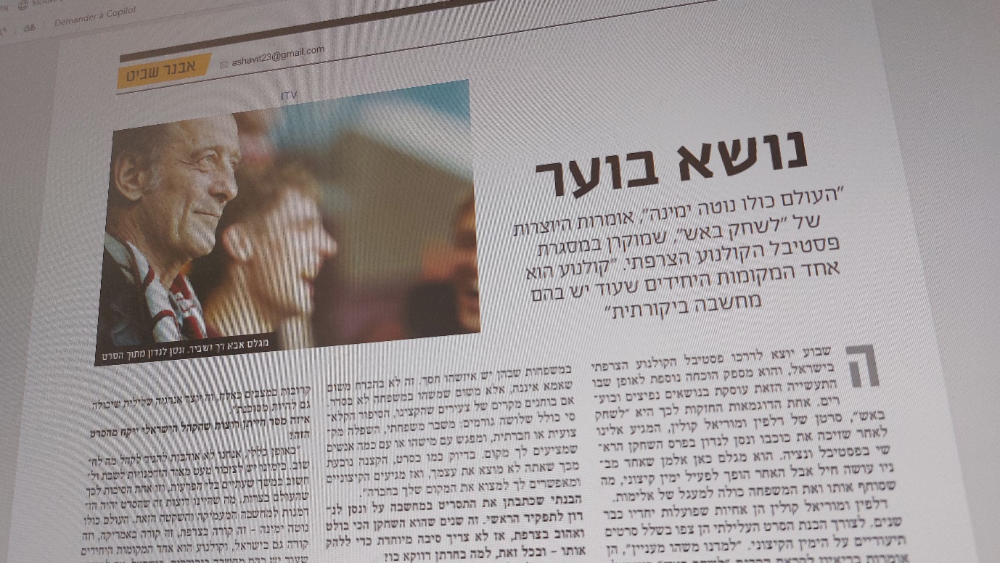 Demander à Copilot
אבנר שביט
ashavit23@gmail.com
ITV
נושא בוער
"העולם כולו נוטה ימינה", אומרות היוצרות
של "לשחק באש", שמוקרן במסגרת
פסטיבל הקולנוע הצרפתי. "קולנוע הוא
אחד המקומות היחידים שעוד יש בהם
מחשבה ביקורתית"
מגלם אבא רך ושביר. ונסן לנדון מתוך הסרט
השבוע יוצא לדרכו פסטיבל הקולנוע הצרפתי
בישראל, והוא מספק הוכחה נוספת לאופן שבו
התעשייה הזאת עוסקת בנושאים נפיצים ובוע־
רים. אחת הדוגמאות החזקות לכך היא "לשחק
באש", סרטן של דלפין ומוריאל קולין, המגיע אלינו
לאחר שזיכה את כוכבו ונסן לנדון בפרס השחקן הרא־
שי בפסטיבל ונציה. הוא מגלם כאן אלמן שאחד מב־
ניו עושה חיל אבל האחר הופך לפעיל ימין קיצוני, מה
שסוחף אותו ואת המשפחה כולה למעגל של אלימות.
דלפין ומוריאל קולין הן אחיות שפועלות יחדיו כבר
שנים. לצורך הכנת הסרט העלילתי הן צפו בשלל סרטים
תיעודיים על הימין הקיצוני. "למדנו משהו מעניין", הן
במשפחות שבהן יש איזשהו חסך. זה לא בהכרח משום
שאמא איננה, אלא משום שמשהו במשפחה לא בסדר.
אם בוחנים מקרים של צעירים שהקצינו, הסיפור הקלא־
סי כולל שלושה גורמים: משבר משפחתי, השפלה מק־
צועית או חברתית, ומפגש עם מישהו או עם כמה אנשים
שמציעים לך מקום. בדיוק כמו בסרט, הקצנה נובעת
מכך שאתה לא מוצא את עצמך, ואז מגיעים הקיצוניים
ומאפשרים לך למצוא את המקום שלך בחברה".
הבנתי שכתבתן את התסריט במחשבה על ונסן לנ־
דון לתפקיד הראשי. זה שנים שהוא השחקן הכי בולט
ואהוב בצרפת, אז לא צריך סיבה מיוחדת כדי ללהק
אותו – ובכל זאת, למה בחרתן דווקא בו?
קרובות במצבים כאלה, זה יוצר אנרגיה שלילית שיכולה
גם להיות מסוכנת".
איזה מסר הייתן רוצות שהקהל הישראלי ייקח מהסרט
הזה?
"באופן כללי, אנחנו לא אוהבות להגיד לקהל מה לח־
שוב. בימינו יש לציבור מעט מאוד הזדמנויות לשבת ול־
חשוב במשך שעתיים בלי הפרעות, וזו אחת הסיבות לכך
שהעולם בצרות. מה שהיינו רוצות זה שהסרט יהיה הז־
דמנות למחשבה המעמיקה והשקטה הזאת. העולם כולו
נוטה ימינה – זה קורה בצרפת, זה קורה באמריקה, וזה
קורה גם בישראל, וקולנוע הוא אחד המקומות היחידים